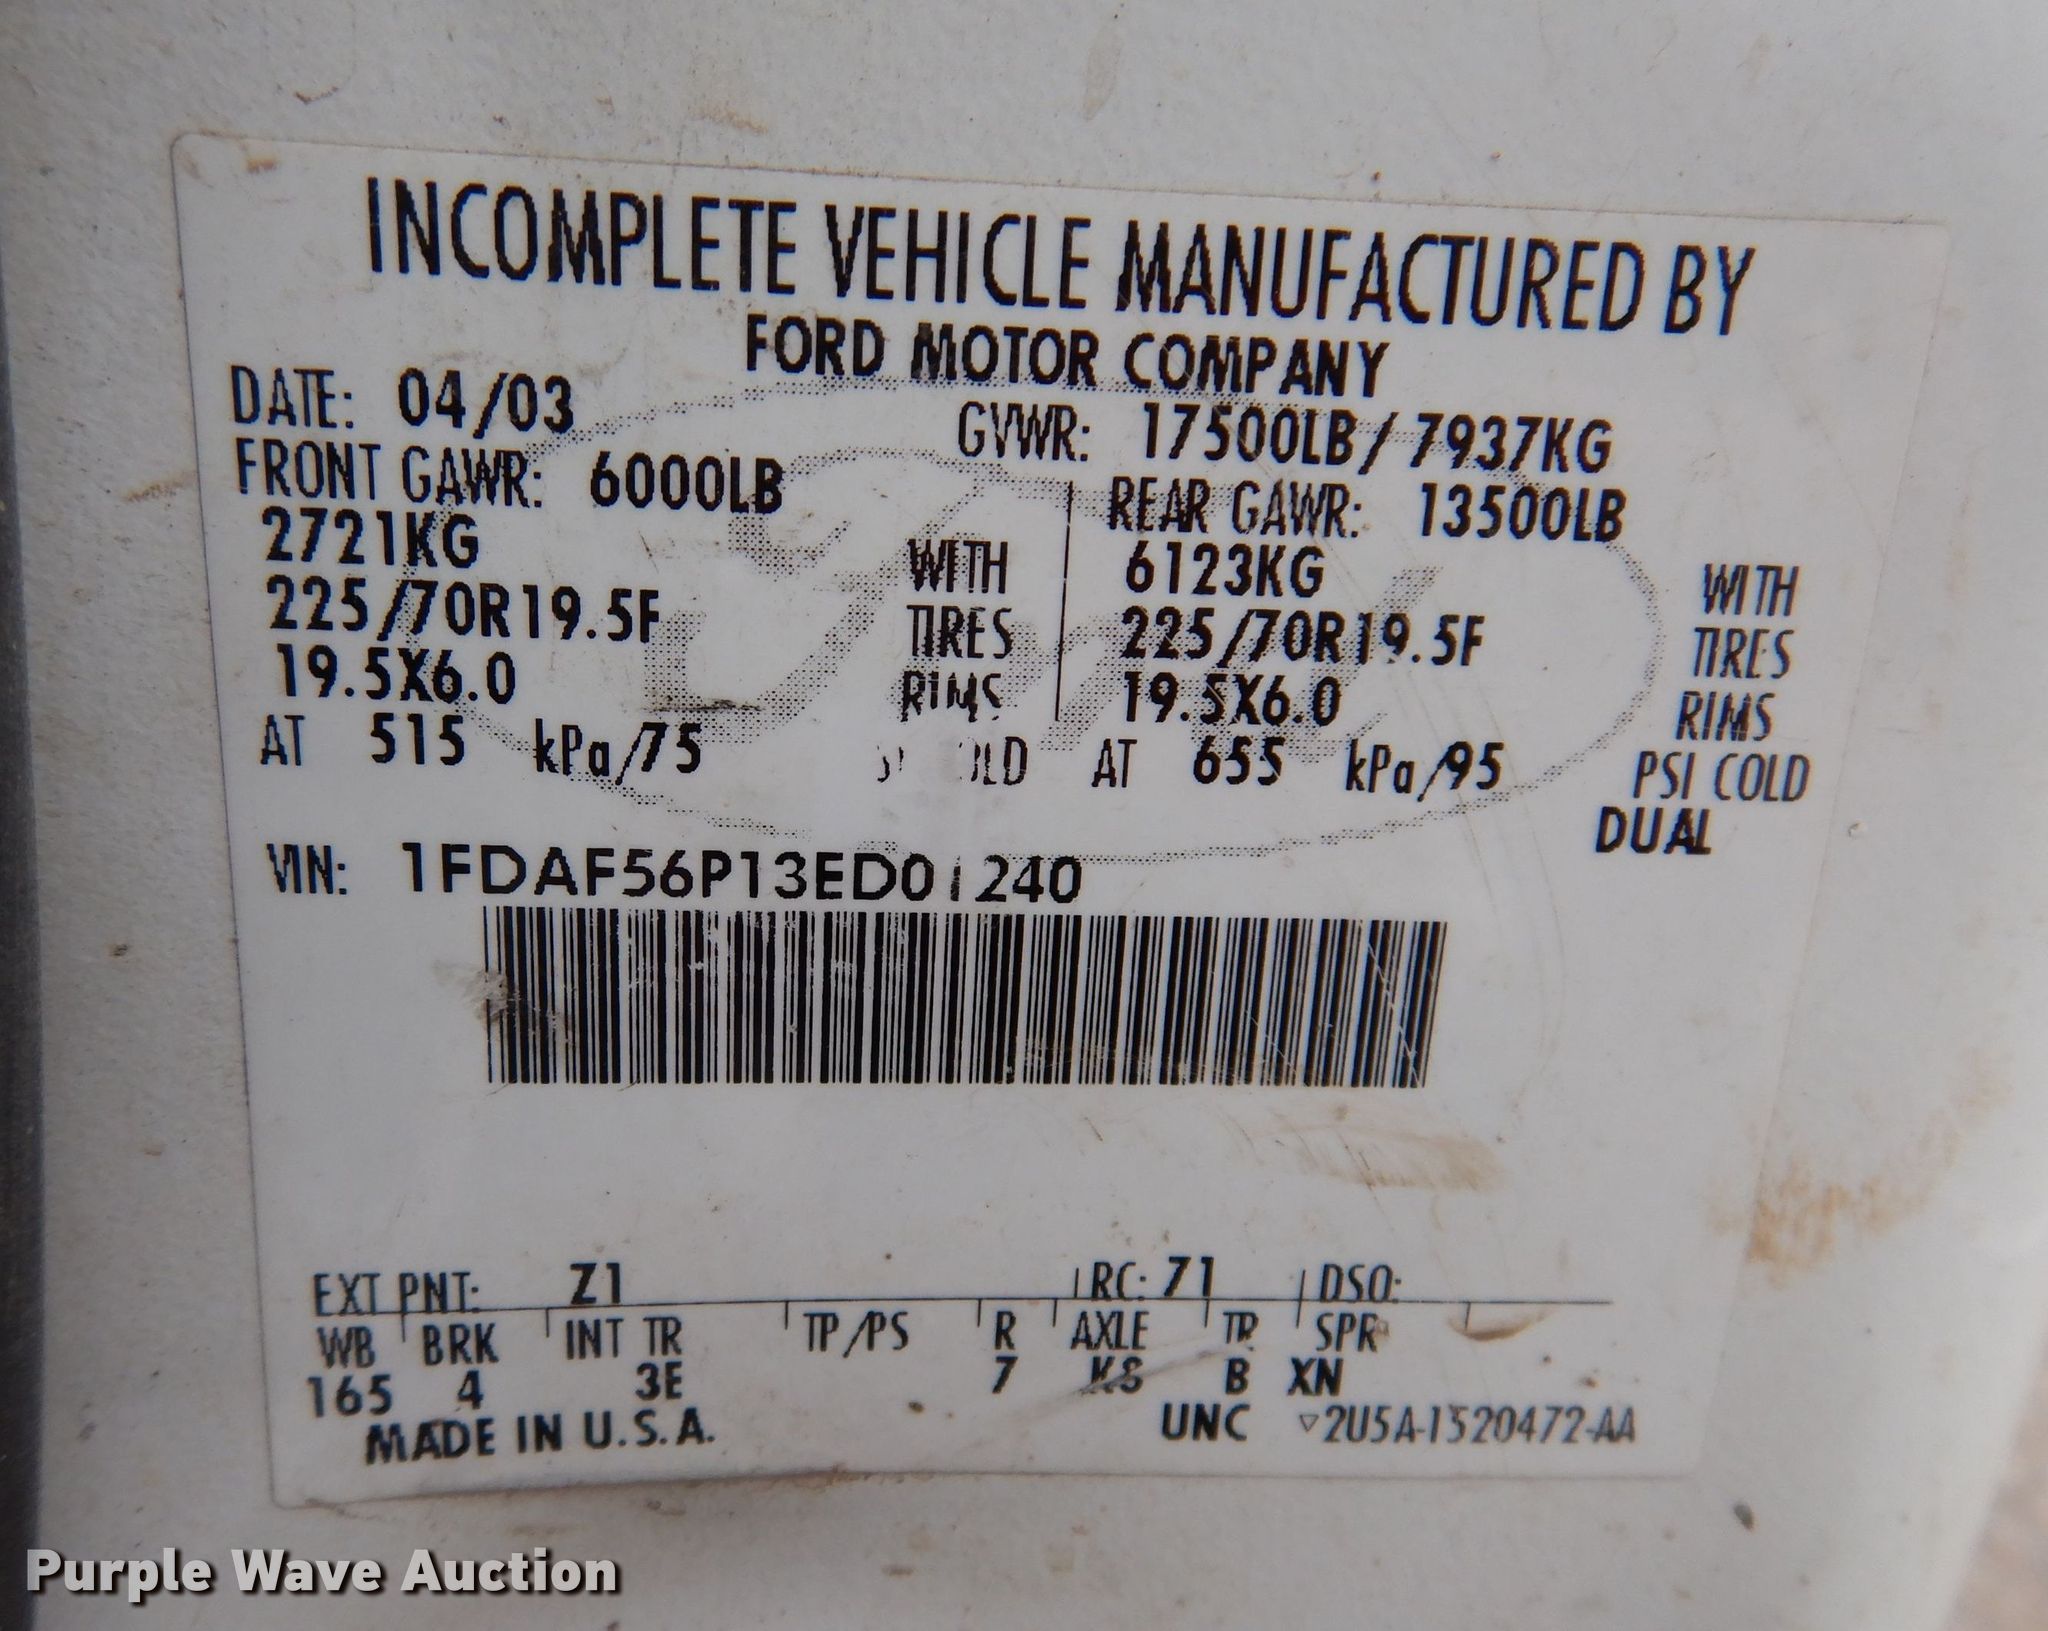 INCOMPLETE VEHICLE MANUFACTURED BY
FORD MOTOR COMPANY
DATE: 04/03 GVWR: 17500LB/ 7937KG
FRONT GAWR: 6000LB REAR GAWR: 13500LB
2721KG WITH 6123KG WITH
225/70R19.5F TIRES 225/70R19.5F TIRES
19.5X6.0 RIMS 19.5X6.0 RIMS
AT 515 kPa/75 AT 655 kPa/95 PSI COLD
DUAL
VIN: 1FDAF56P13ED01240
EXT PNT: Z1 RC: 71 DSO:
WB BRK INT TR TP/PS R AXLE TR SPR
165 4 3E 7 K8 B XN
MADE IN U.S.A. UNC ▽2U5A-1520472-AA
Purple Wave Auction